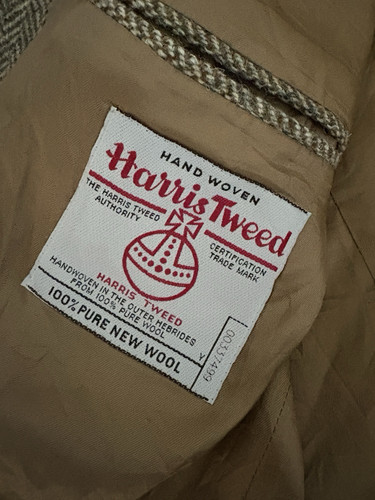 HAND WOVEN
Harris Tweed
THE HARRIS TWEED
AUTHORITY
CERTIFICATION
TRADE MARK
HARRIS TWEED
HANDWOVEN IN THE OUTER HEBRIDES
FROM 100% PURE WOOL
100% PURE NEW WOOL
Y
00337499